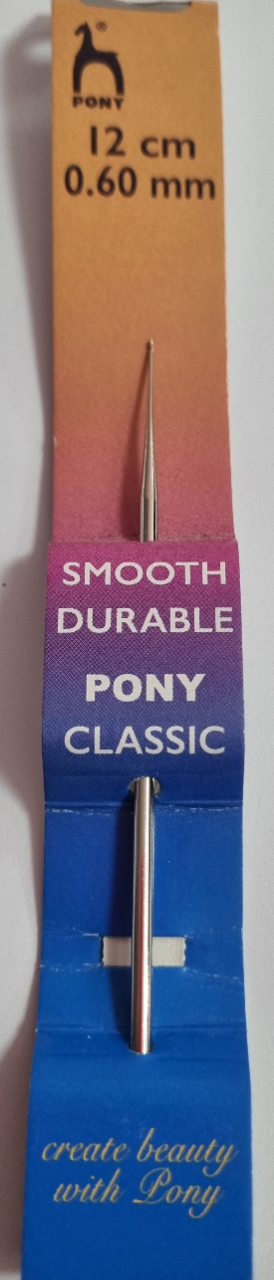 ®
PONY
12 cm
0.60 mm
SMOOTH
DURABLE
PONY
CLASSIC
create beauty
with Pony